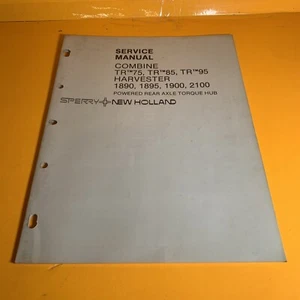 SERVICE
MANUAL
COMBINE
TR™75, TR™85, TR™95
HARVESTER
1890, 1895, 1900, 2100
POWERED REAR AXLE TORQUE HUB
SPERRY NEW HOLLAND